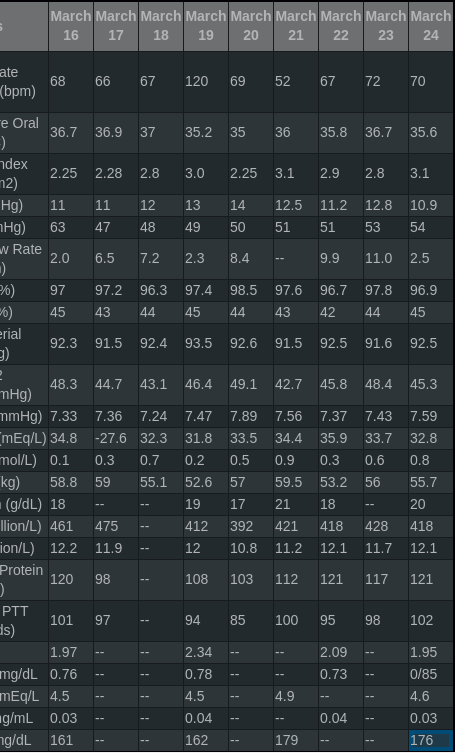 s March 16 March 17 March 18 March 19 March 20 March 21 March 22 March 23 March 24
ate (bpm) 68 66 67 120 69 52 67 72 70
re Oral ) 36.7 36.9 37 35.2 35 36 35.8 36.7 35.6
ndex m2) 2.25 2.28 2.8 3.0 2.25 3.1 2.9 2.8 3.1
Hg) 11 11 12 13 14 12.5 11.2 12.8 10.9
mHg) 63 47 48 49 50 51 51 53 54
w Rate ) 2.0 6.5 7.2 2.3 8.4 -- 9.9 11.0 2.5
%) 97 97.2 96.3 97.4 98.5 97.6 96.7 97.8 96.9
%) 45 43 44 45 44 43 42 44 45
erial g) 92.3 91.5 92.4 93.5 92.6 91.5 92.5 91.6 92.5
2 mHg) 48.3 44.7 43.1 46.4 49.1 42.7 45.8 48.4 45.3
mmHg) 7.33 7.36 7.24 7.47 7.89 7.56 7.37 7.43 7.59
(mEq/L) 34.8 -27.6 32.3 31.8 33.5 34.4 35.9 33.7 32.8
mol/L) 0.1 0.3 0.7 0.2 0.5 0.9 0.3 0.6 0.8
kg) 58.8 59 55.1 52.6 57 59.5 53.2 56 55.7
n (g/dL) 18 -- -- 19 17 21 18 -- 20
illion/L) 461 475 -- 412 392 421 418 428 418
ion/L) 12.2 11.9 -- 12 10.8 11.2 12.1 11.7 12.1
Protein ) 120 98 -- 108 103 112 121 117 121
PTT ds) 101 97 -- 94 85 100 95 98 102
1.97 -- -- 2.34 -- -- 2.09 -- 1.95
mg/dL 0.76 -- -- 0.78 -- -- 0.73 -- 0/85
mEq/L 4.5 -- -- 4.5 -- 4.9 -- -- 4.6
g/mL 0.03 -- -- 0.04 -- -- 0.04 -- 0.03
mg/dL 161 -- -- 162 -- 179 -- -- 176